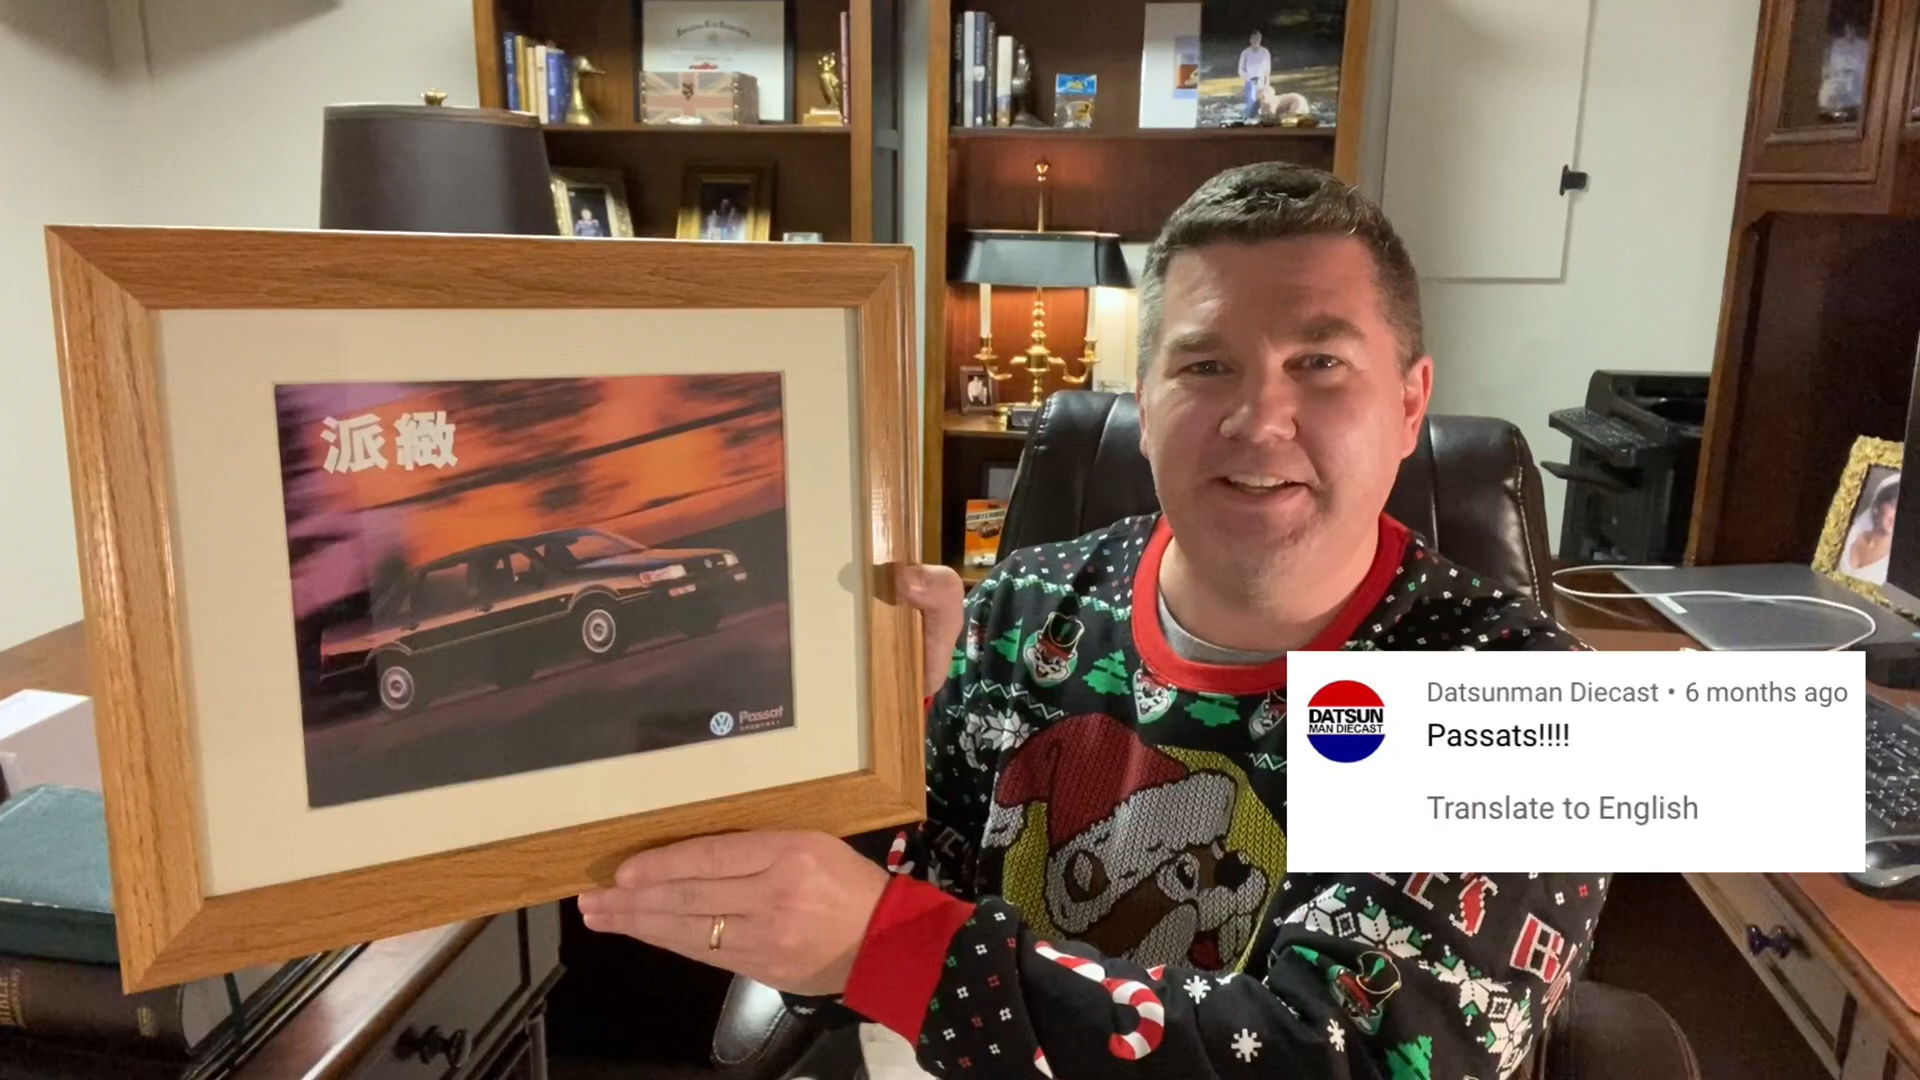 派緻
Passat
DATSUN
MAN DIECAST
Datsunman Diecast • 6 months ago
Passats!!!!
Translate to English